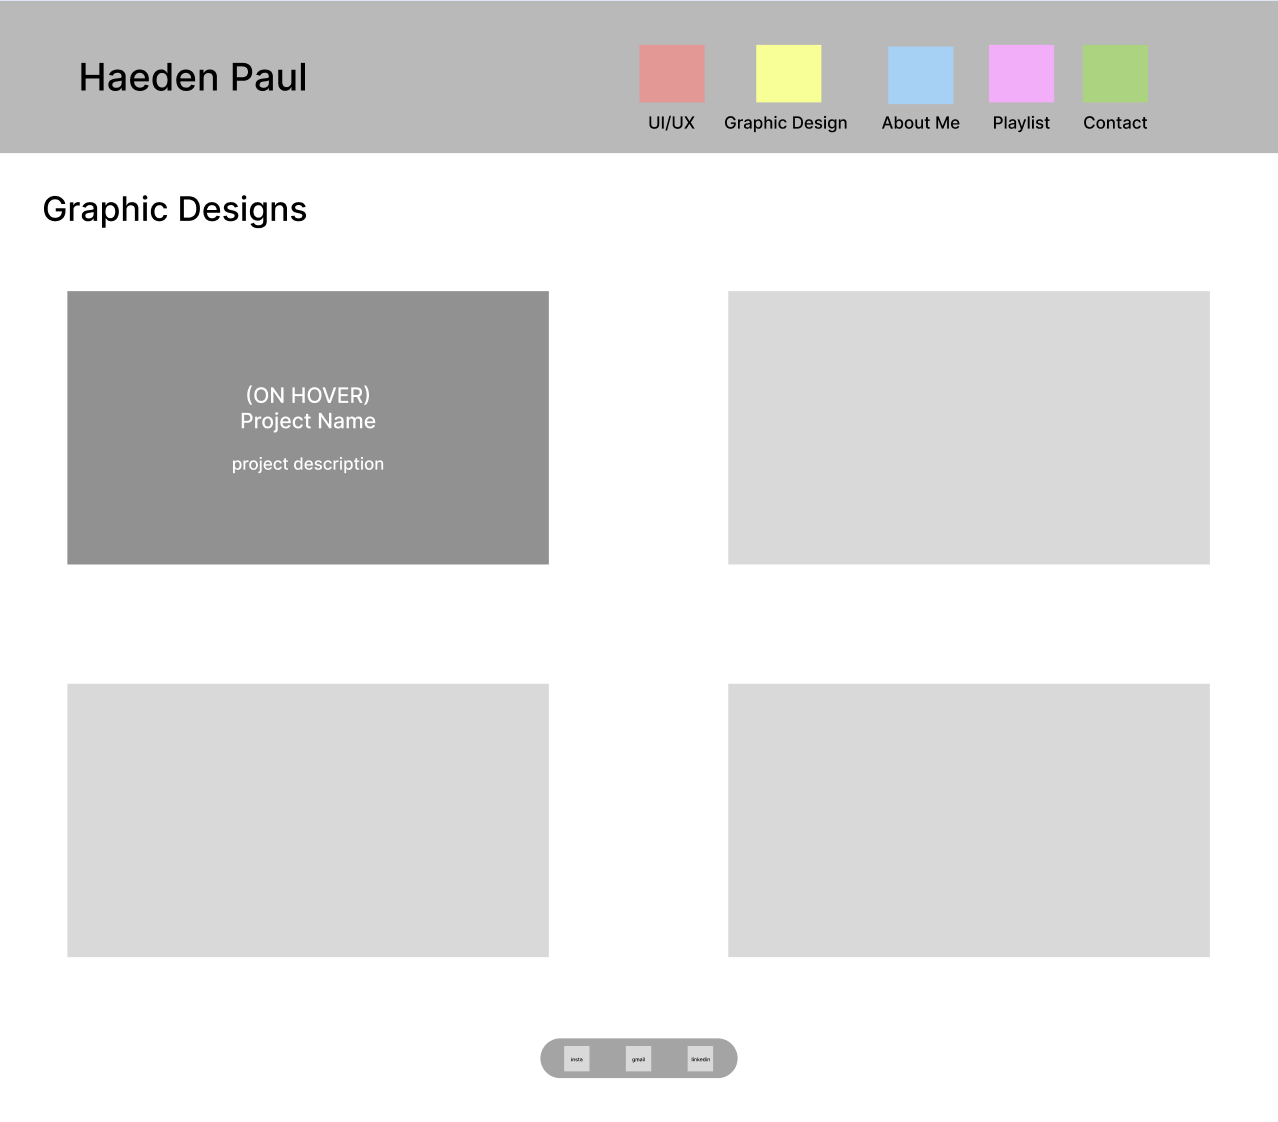 Haeden Paul
UI/UX
Graphic Design
About Me
Playlist
Contact
Graphic Designs
(ON HOVER)
Project Name
project description
insta
gmail
linkedin